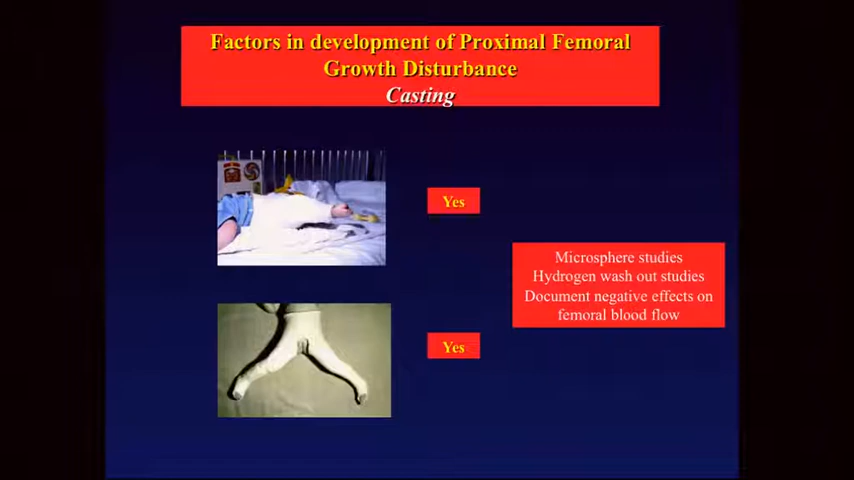 Factors in development of Proximal Femoral
Growth Disturbance
Casting
Yes
Microsphere studies
Hydrogen wash out studies
Document negative effects on
femoral blood flow
Yes